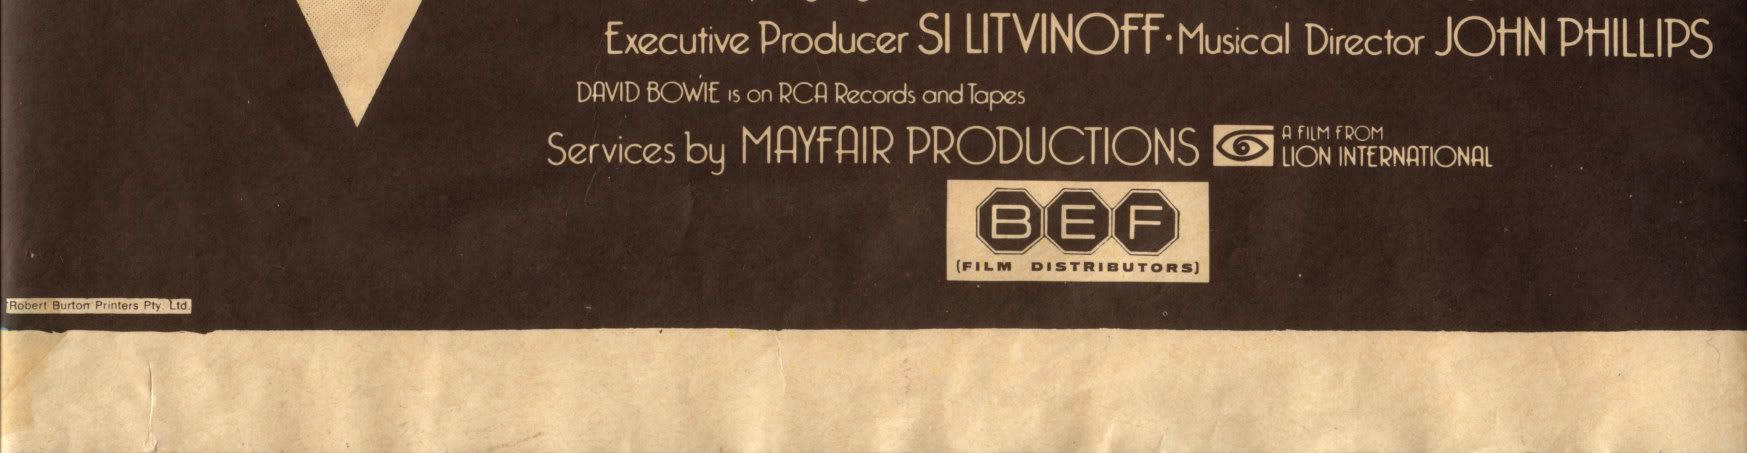 Executive Producer SI LITVINOFF · Musical Director JOHN PHILLIPS
DAVID BOWIE is on RCA Records and Tapes
Services by MAYFAIR PRODUCTIONS
A FILM FROM
LION INTERNATIONAL
BEF
(FILM DISTRIBUTORS)
Robert Burton Printers Pty. Ltd.